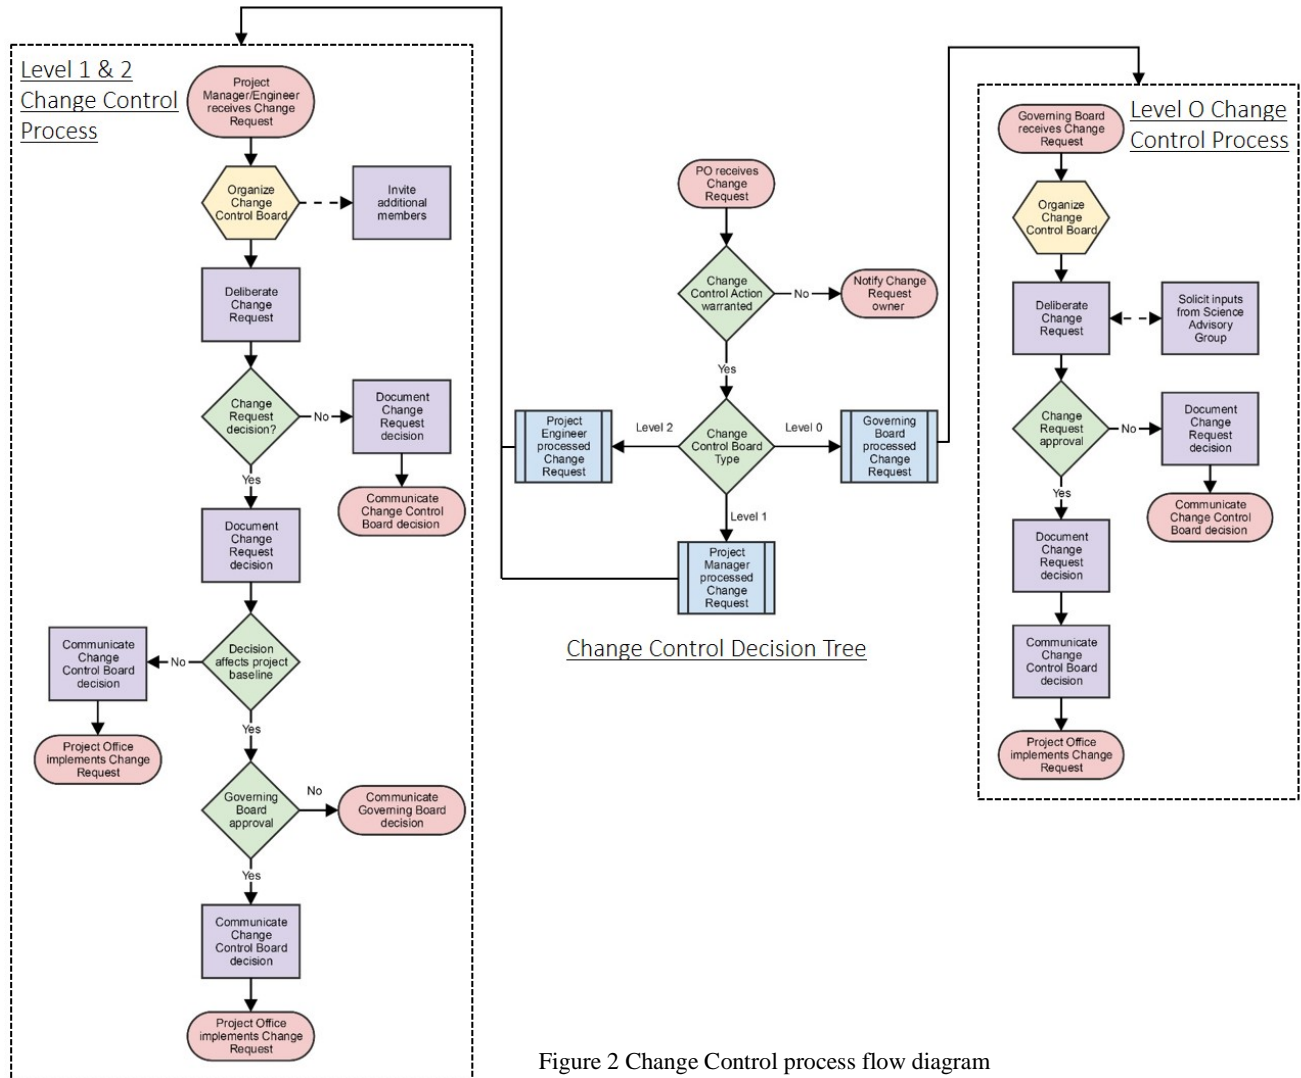 Level 1 & 2
Change Control
Process
Project
Manager/Engineer
receives Change
Request
Organize
Change
Control Board
Invite
additional
members
Deliberate
Change
Request
Change
Request
decision?
No
Document
Change
Request
decision
Communicate
Change Control
Board decision
Yes
Document
Change
Request
decision
Decision
affects project
baseline
No
Communicate
Change
Control Board
decision
Project Office
implements Change
Request
Yes
Governing
Board
approval
No
Communicate
Governing Board
decision
Yes
Communicate
Change
Control Board
decision
Project Office
implements Change
Request
PO receives
Change
Request
Change
Control Action
warranted
No
Notify Change
Request
owner
Yes
Change
Control Board
Type
Level 2
Project
Engineer
processed
Change
Request
Level 0
Governing
Board
processed
Change
Request
Level 1
Project
Manager
processed
Change
Request
Change Control Decision Tree
Level O Change
Control Process
Governing Board
receives Change
Request
Organize
Change
Control Board
Deliberate
Change
Request
Solicit inputs
from Science
Advisory
Group
Change
Request
approval
No
Document
Change
Request
decision
Communicate
Change Control
Board decision
Yes
Document
Change
Request
decision
Communicate
Change
Control Board
decision
Project Office
implements Change
Request
Figure 2 Change Control process flow diagram